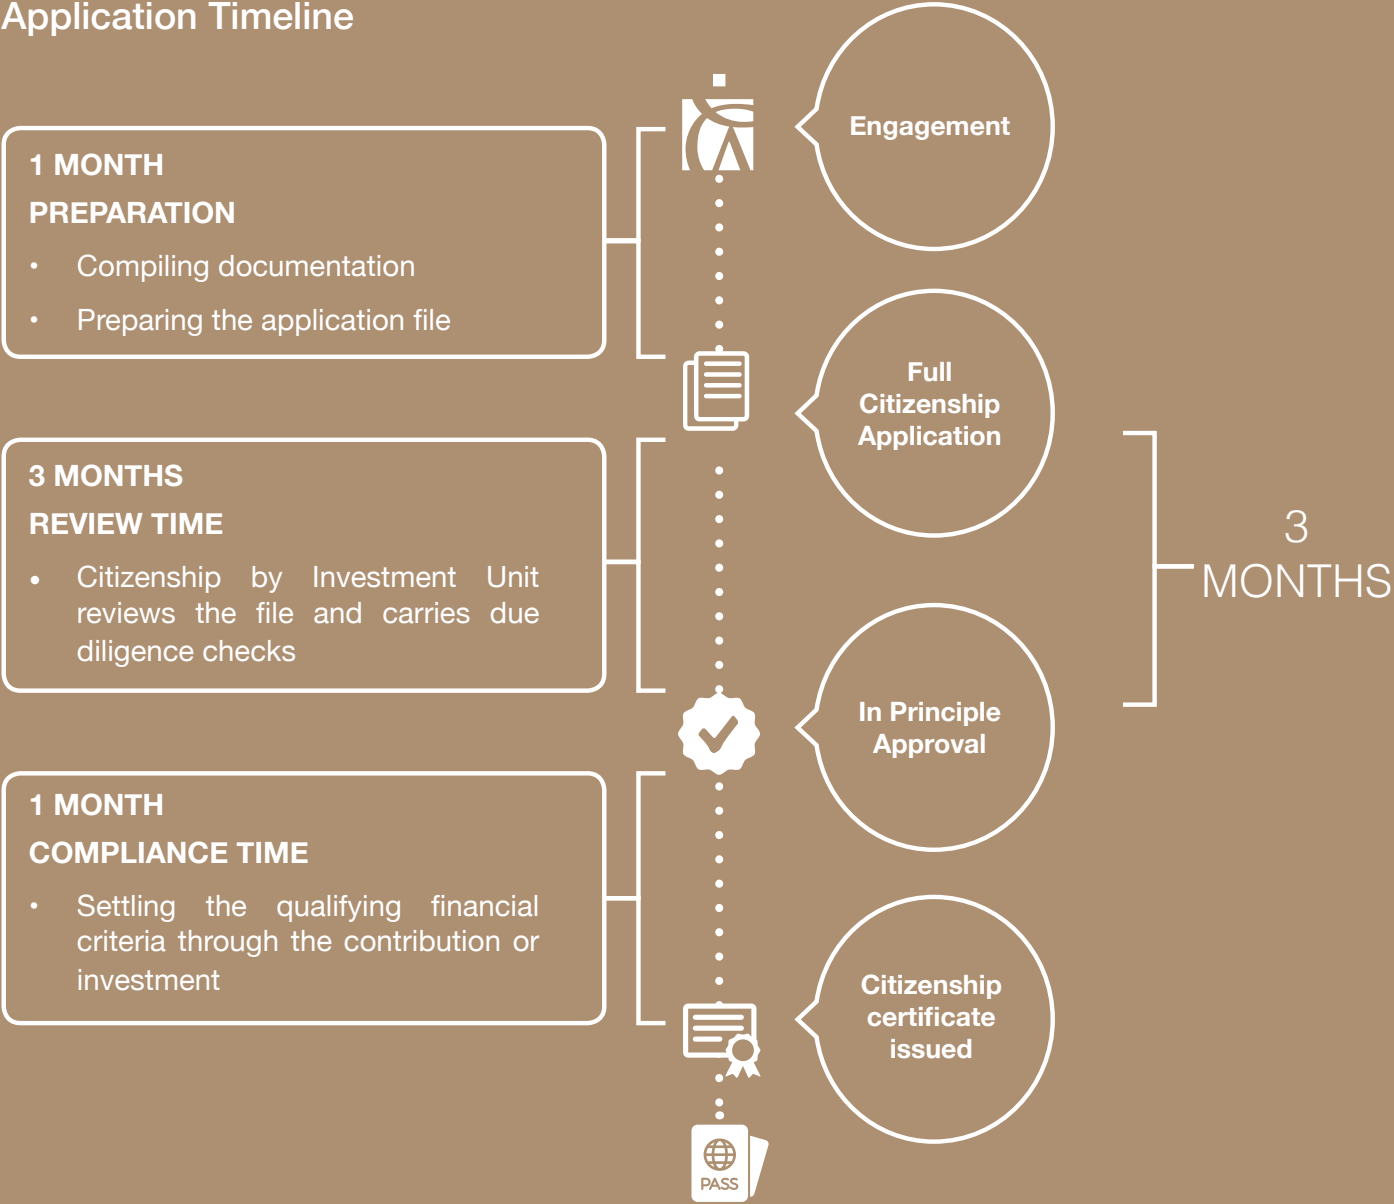 Application Timeline
Engagement
1 MONTH
PREPARATION
• Compiling documentation
• Preparing the application file
Full
Citizenship
Application
3 MONTHS
REVIEW TIME
• Citizenship by Investment Unit
reviews the file and carries due
diligence checks
3
MONTHS
In Principle
Approval
1 MONTH
COMPLIANCE TIME
• Settling the qualifying financial
criteria through the contribution or
investment
Citizenship
certificate
issued
PASS